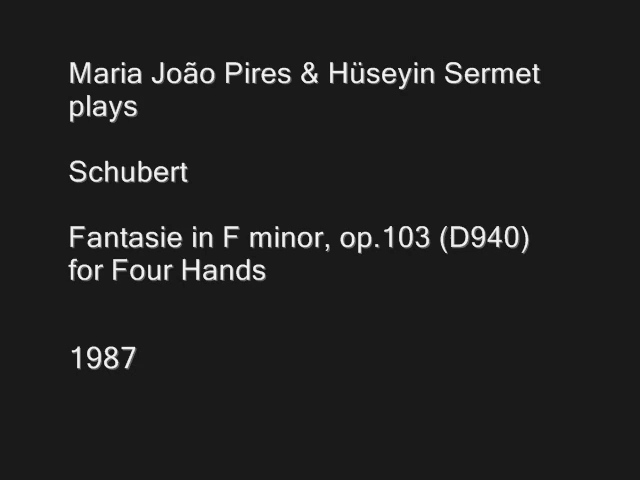 Maria João Pires & Hüseyin Sermet
plays
Schubert
Fantasie in F minor, op.103 (D940)
for Four Hands
1987